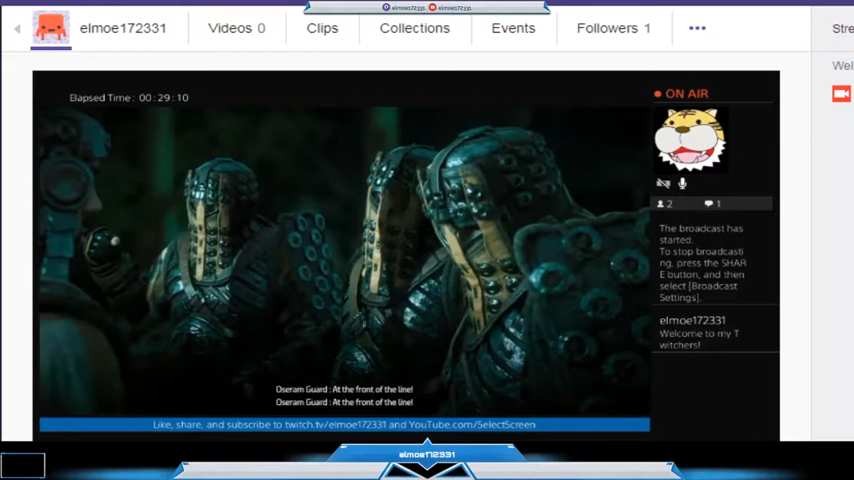 elmoe172331 elmoe172331
elmoe172331 Videos 0 Clips Collections Events Followers 1 Stre
Wel
Elapsed Time : 00:29:10
ON AIR
2 1
The broadcast has
started.
To stop broadcasti
ng, press the SHAR
E button, and then
select [Broadcast
Settings].
elmoe172331
Welcome to my T
witchers!
Oseram Guard : At the front of the line!
Oseram Guard : At the front of the line!
Like, share, and subscribe to twitch.tv/elmoe172331 and YouTube.com/SelectScreen
elmoe172331